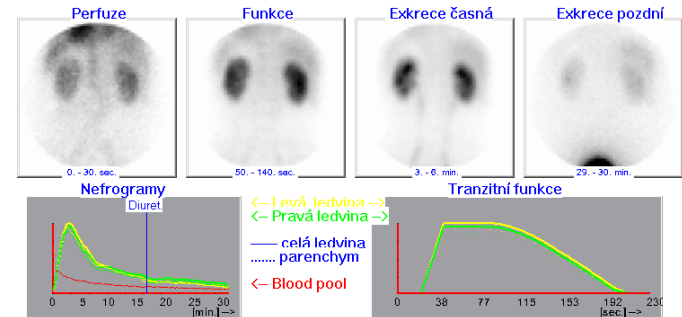 Perfuze
Funkce
Exkrece časná
Exkrece pozdní
0. - 30. sec.
50. - 140. sec.
3. - 6. min.
29. - 30. min.
Nefrogramy
Diuret.
0 5 10 15 20 25 30
[min.] -->
<-- Levá ledvina -->
<-- Pravá ledvina -->
celá ledvina
parenchym
<-- Blood pool
Tranzitní funkce
0 38 77 115 153 192 230
[sec.] -->